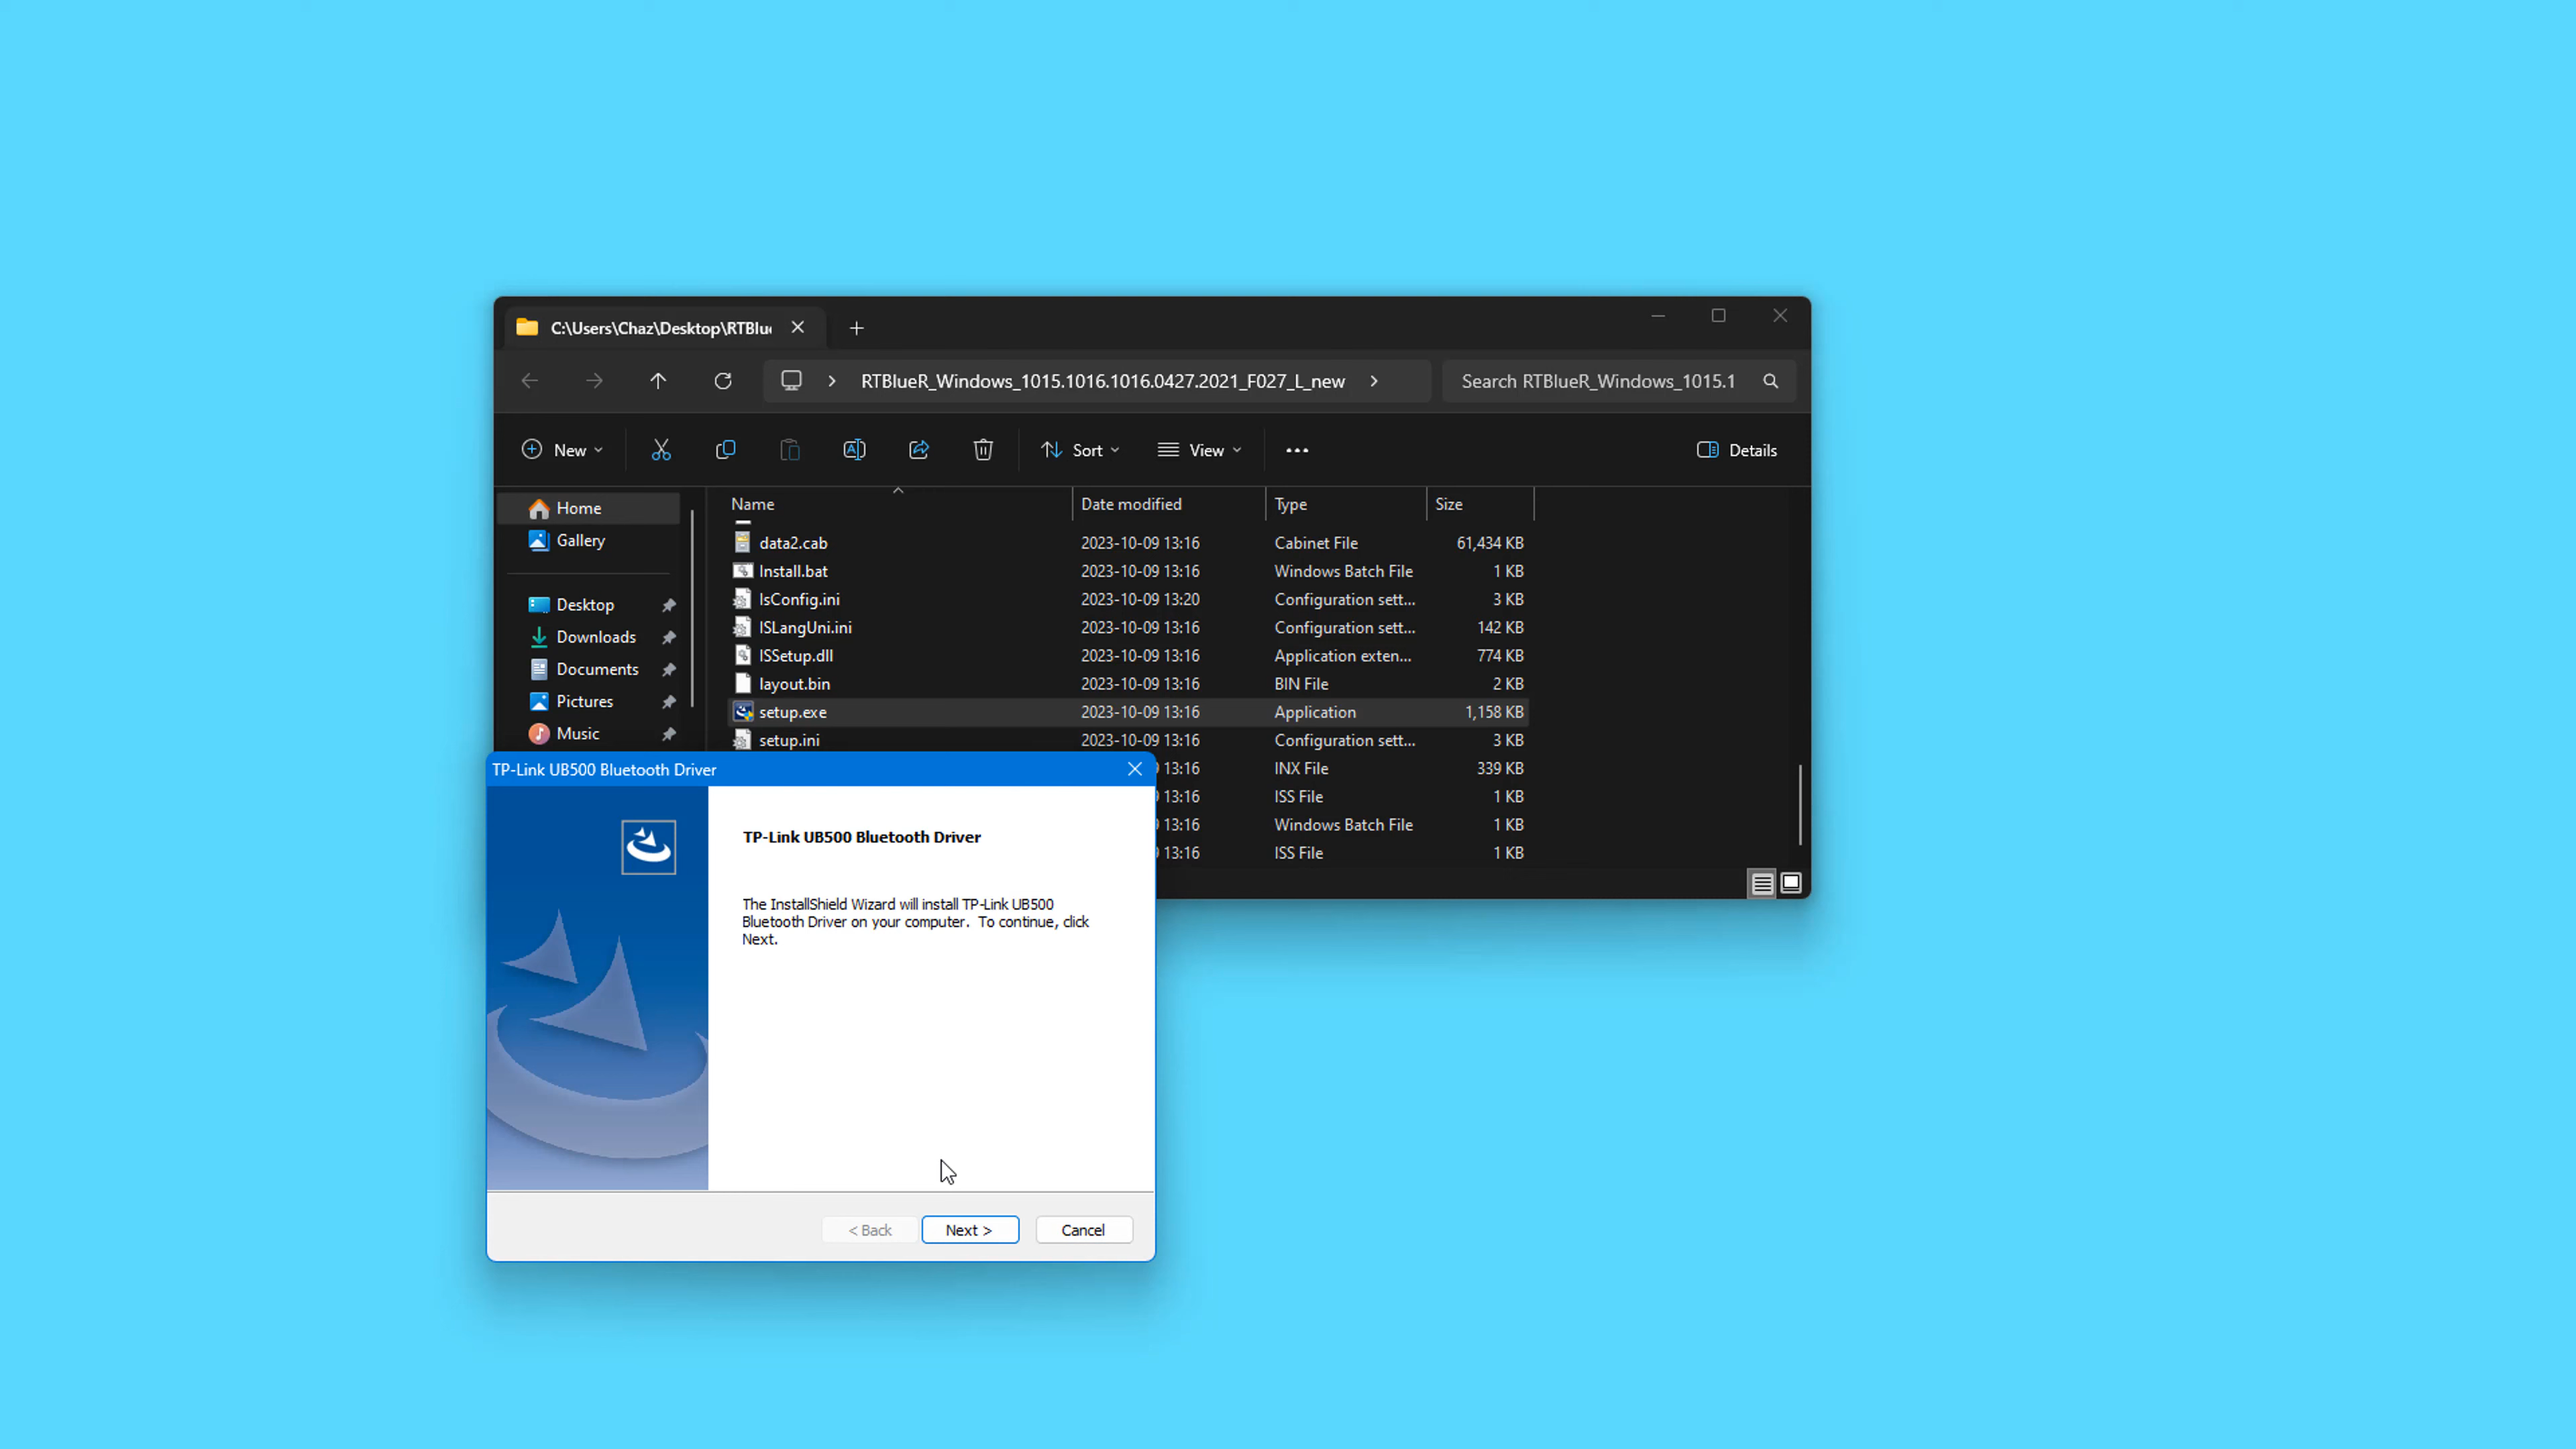 C:\Users\Chaz\Desktop\RTBlue
RTBlueR_Windows_1015.1016.1016.0427.2021_F027_L_new
Search RTBlueR_Windows_1015.1
New
Sort
View
Details
Name Date modified Type Size
Home
Gallery
Desktop
Downloads
Documents
Pictures
Music
data2.cab 2023-10-09 13:16 Cabinet File 61,434 KB
Install.bat 2023-10-09 13:16 Windows Batch File 1 KB
IsConfig.ini 2023-10-09 13:20 Configuration sett... 3 KB
ISLangUni.ini 2023-10-09 13:16 Configuration sett... 142 KB
ISSetup.dll 2023-10-09 13:16 Application exten... 774 KB
layout.bin 2023-10-09 13:16 BIN File 2 KB
setup.exe 2023-10-09 13:16 Application 1,158 KB
setup.ini 2023-10-09 13:16 Configuration sett... 3 KB
13:16 INX File 339 KB
13:16 ISS File 1 KB
13:16 Windows Batch File 1 KB
13:16 ISS File 1 KB
TP-Link UB500 Bluetooth Driver
TP-Link UB500 Bluetooth Driver
The InstallShield Wizard will install TP-Link UB500
Bluetooth Driver on your computer. To continue, click
Next.
< Back
Next >
Cancel